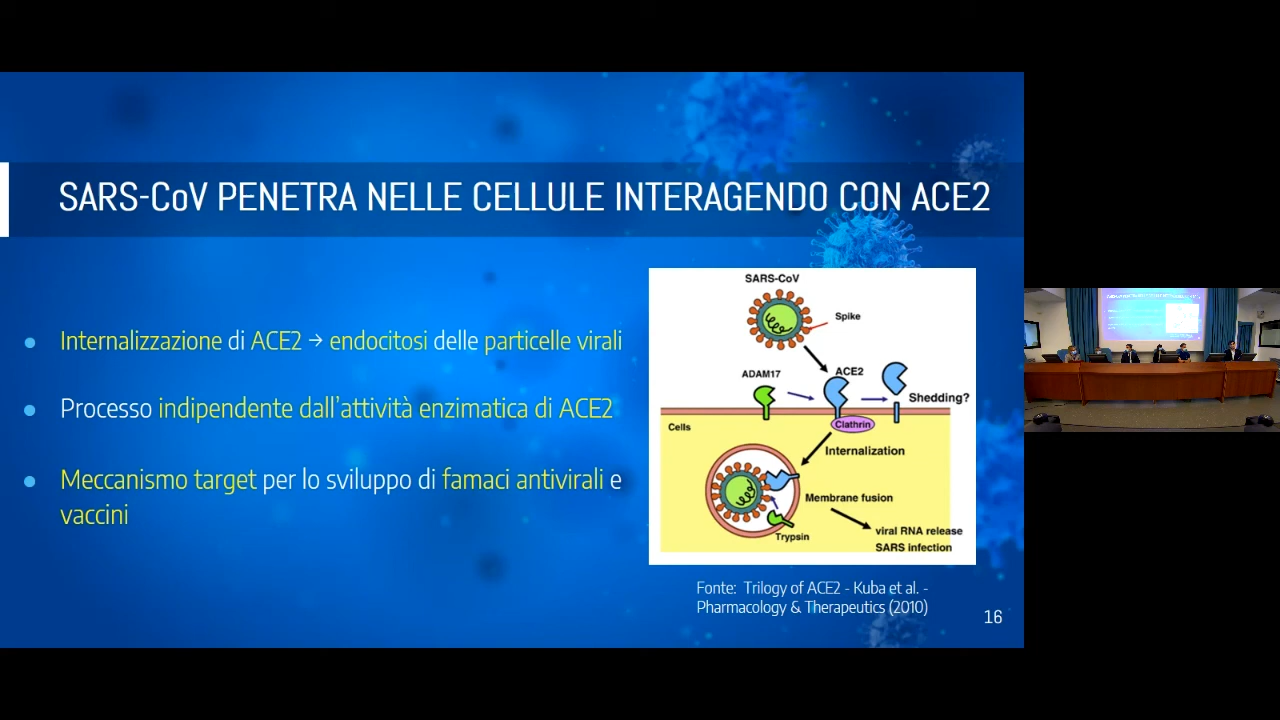 SARS-CoV PENETRA NELLE CELLULE INTERAGENDO CON ACE2
Internalizzazione di ACE2 → endocitosi delle particelle virali
Processo indipendente dall'attività enzimatica di ACE2
Meccanismo target per lo sviluppo di famaci antivirali e
vaccini
SARS-CoV
Spike
ADAM17
ACE2
Shedding?
Cells
Clathrin
Internalization
Membrane fusion
Trypsin
viral RNA release
SARS infection
Fonte: Trilogy of ACE2 - Kuba et al. -
Pharmacology & Therapeutics (2010)
16